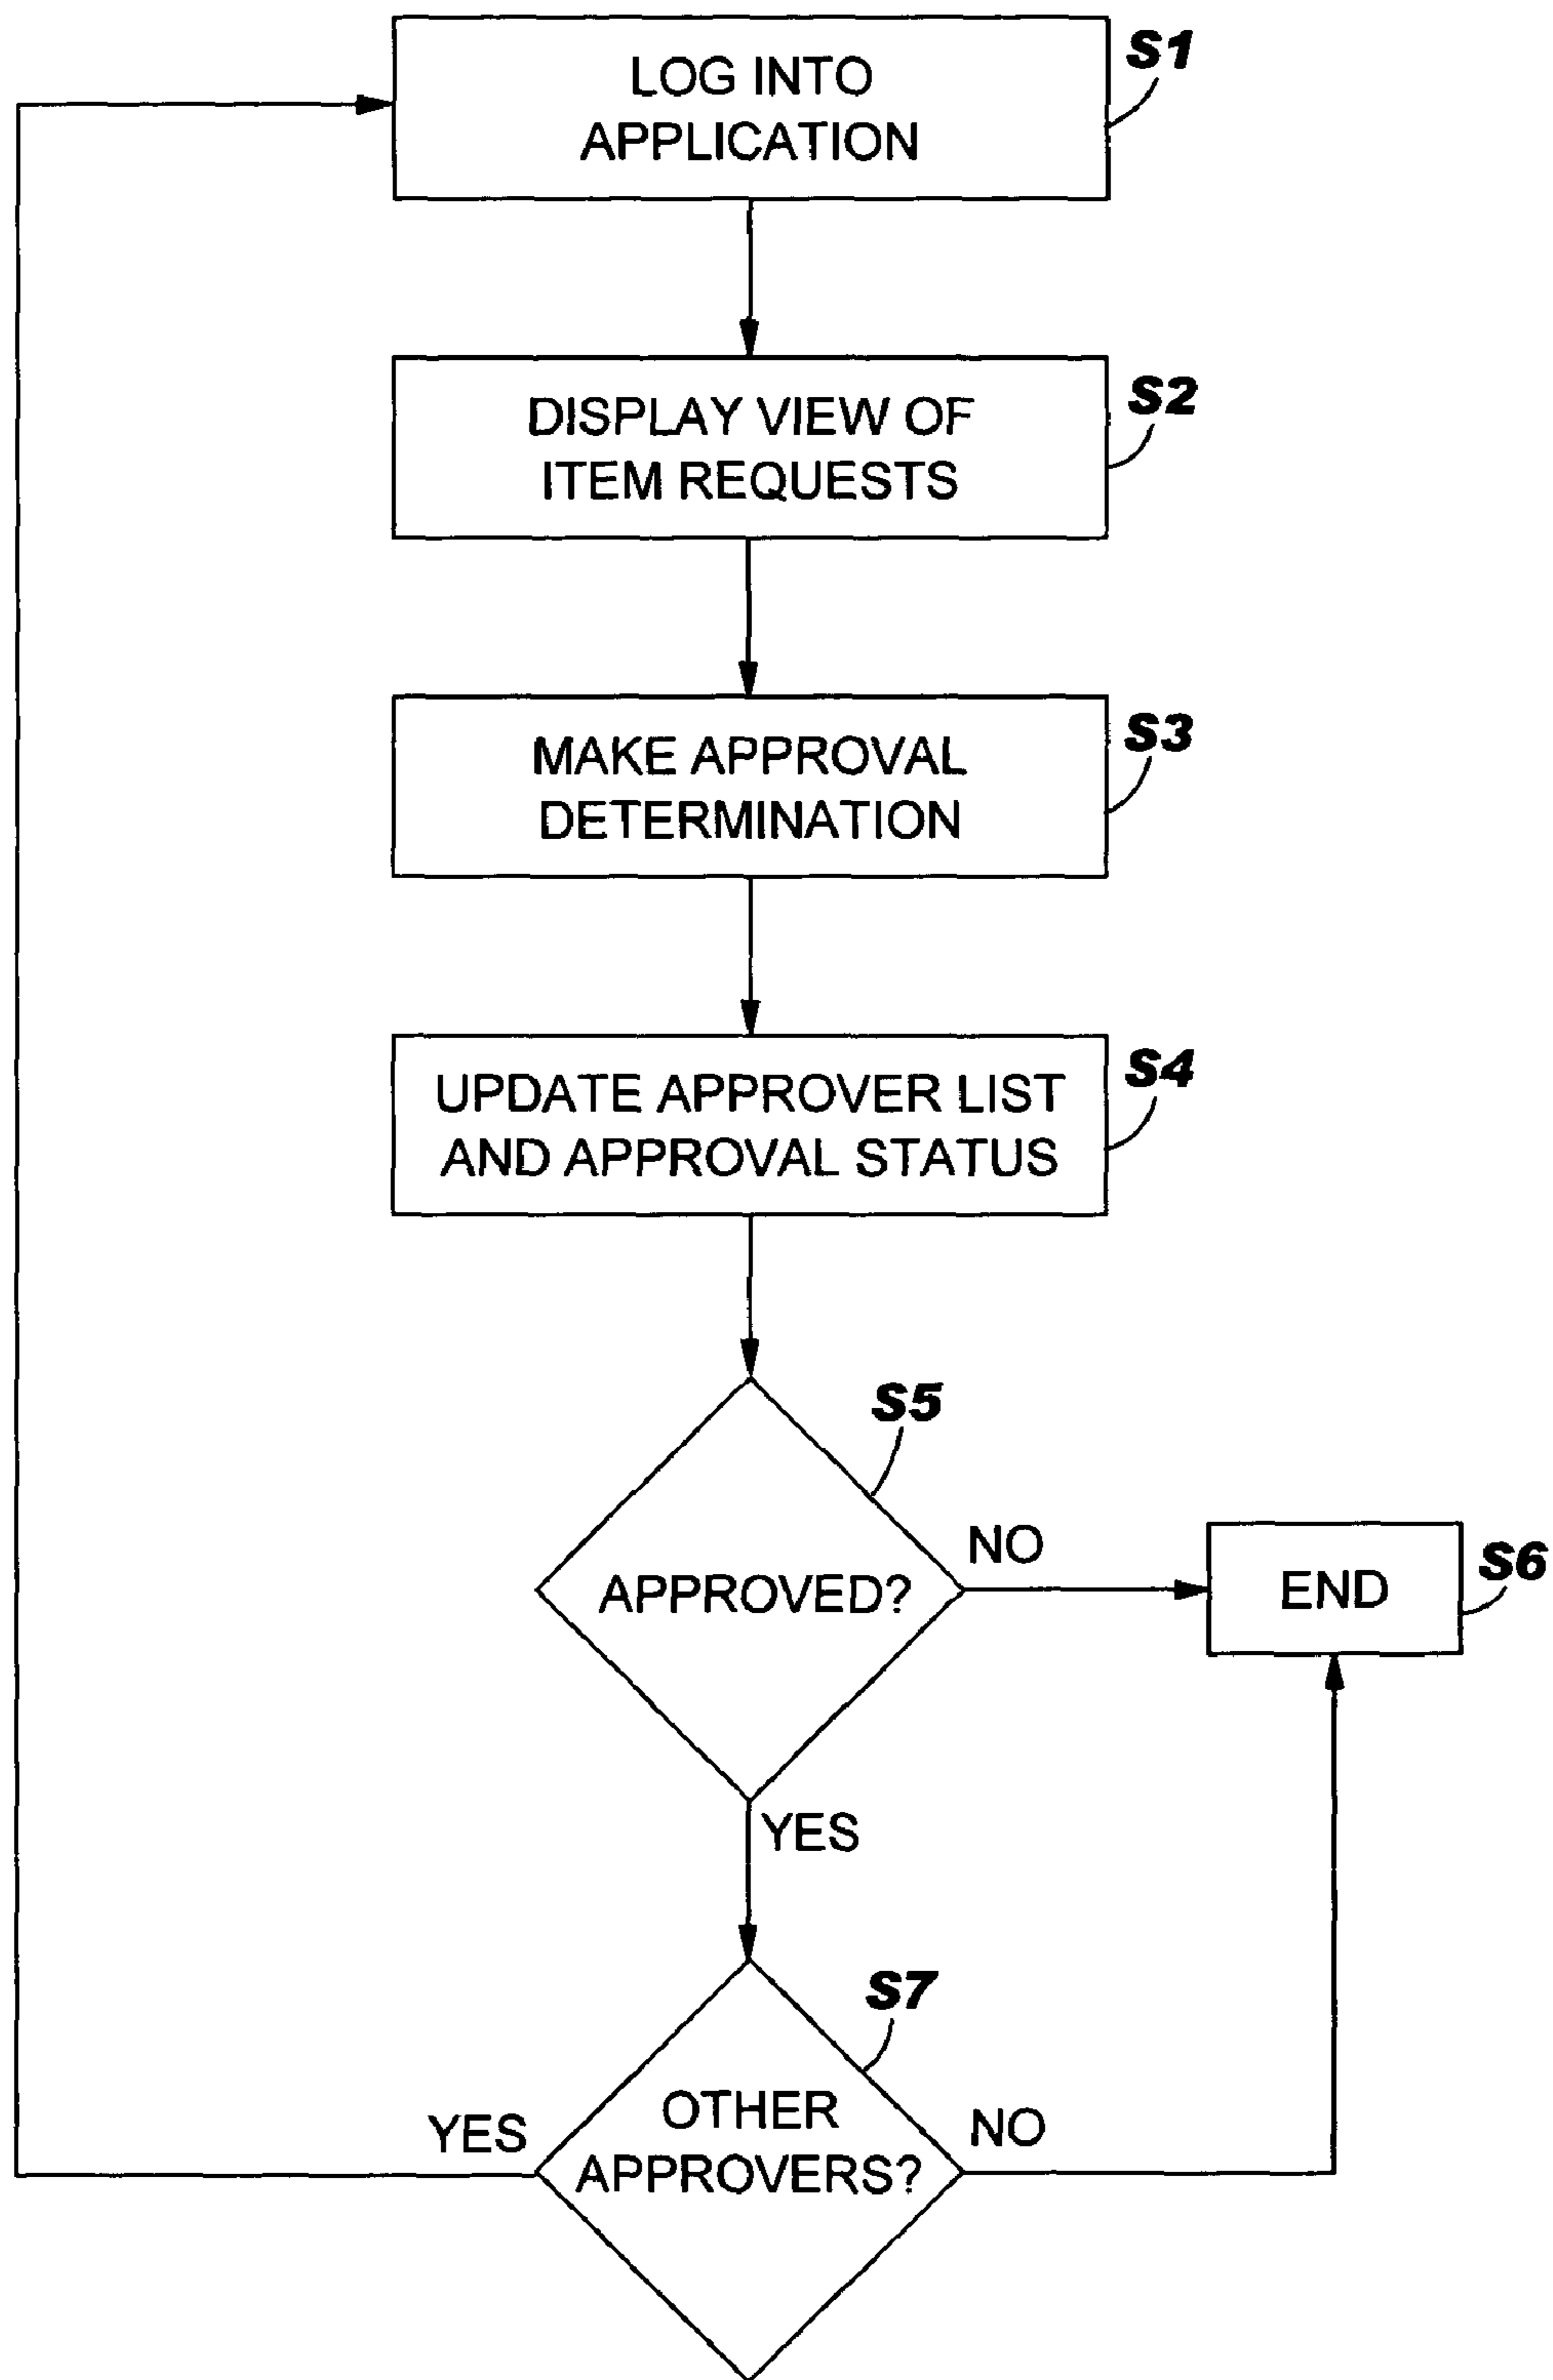 LOG INTO
APPLICATION
S1
DISPLAY VIEW OF
ITEM REQUESTS
S2
MAKE APPROVAL
DETERMINATION
S3
UPDATE APPROVER LIST
AND APPROVAL STATUS
S4
S5
APPROVED?
NO
END
S6
YES
S7
OTHER
APPROVERS?
YES
NO